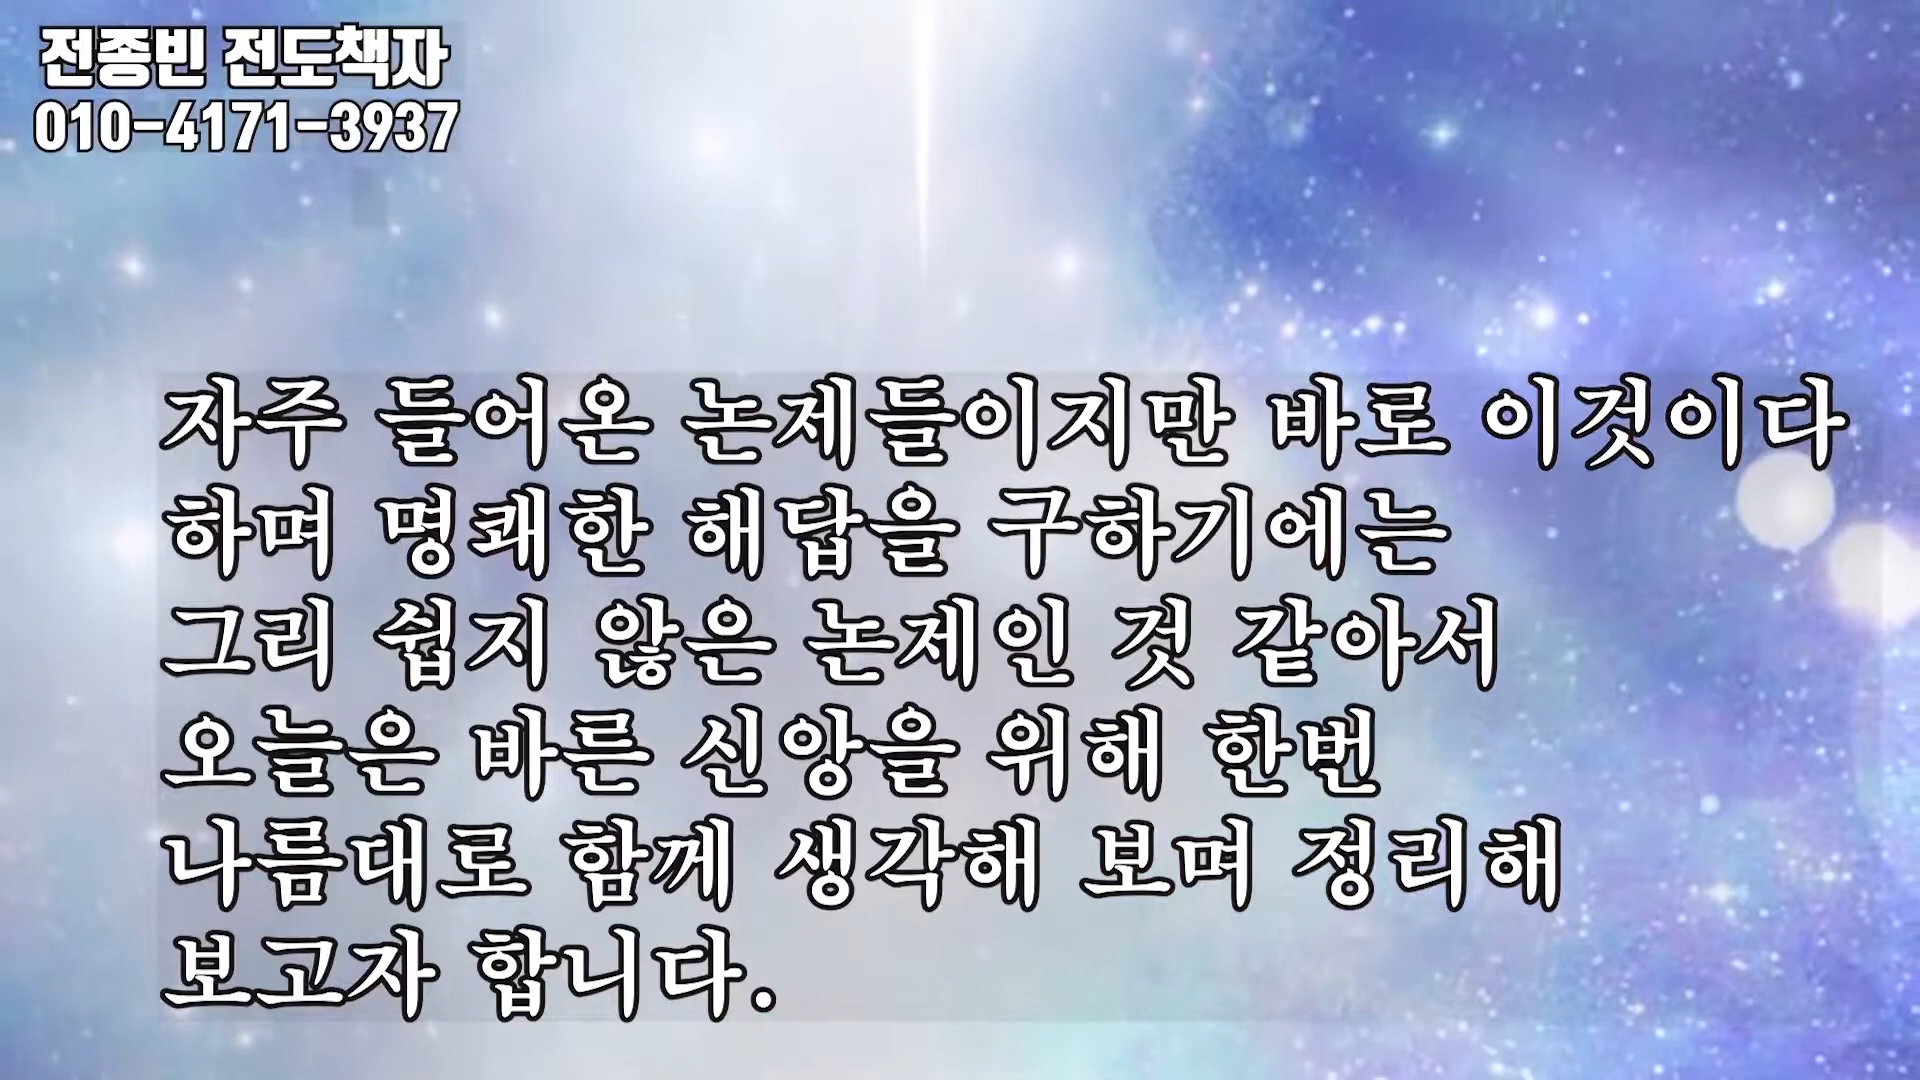 전종빈 전도책자
010-4171-3937
자주 들어온 논제들이지만 바로 이것이다
하며 명쾌한 해답을 구하기에는
그리 쉽지 않은 논제인 것 같아서
오늘은 바른 신앙을 위해 한번
나름대로 함께 생각해 보며 정리해
보고자 합니다.